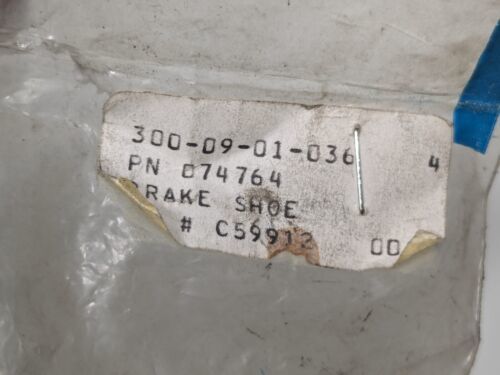 300-09-01-036 4
PN 074764
BRAKE SHOE
# C59912 00